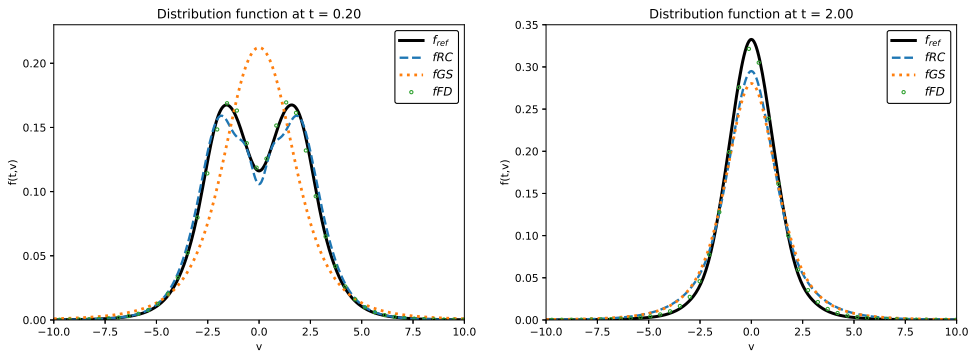 Distribution function at t = 0.20
f(t,v)
0.20
0.15
0.10
0.05
0.00
−10.0 −7.5 −5.0 −2.5 0.0 2.5 5.0 7.5 10.0
v
f_ref
fRC
fGS
fFD
Distribution function at t = 2.00
f(t,v)
0.35
0.30
0.25
0.20
0.15
0.10
0.05
0.00
−10.0 −7.5 −5.0 −2.5 0.0 2.5 5.0 7.5 10.0
v
f_ref
fRC
fGS
fFD